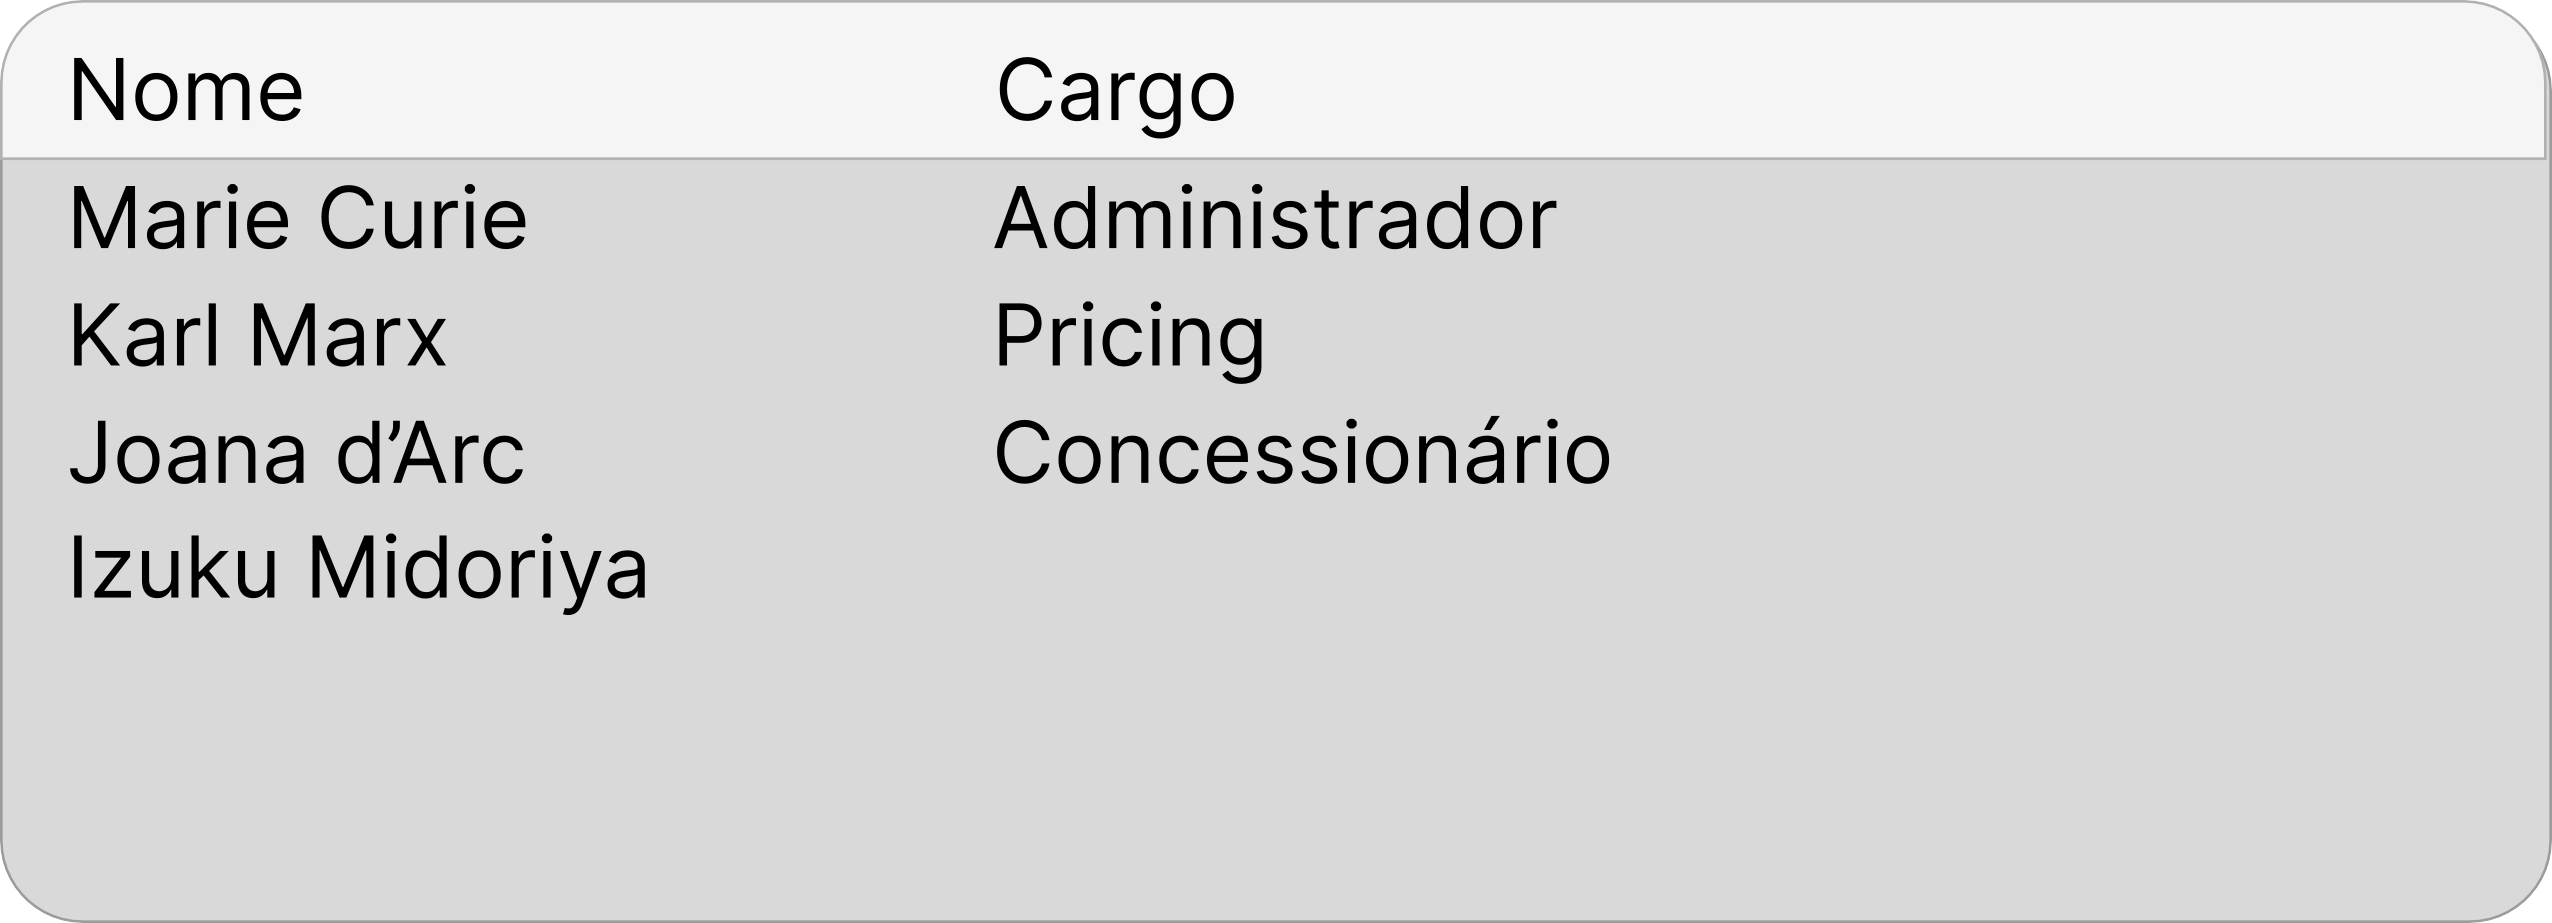 Nome Cargo
Marie Curie Administrador
Karl Marx Pricing
Joana d’Arc Concessionário
Izuku Midoriya